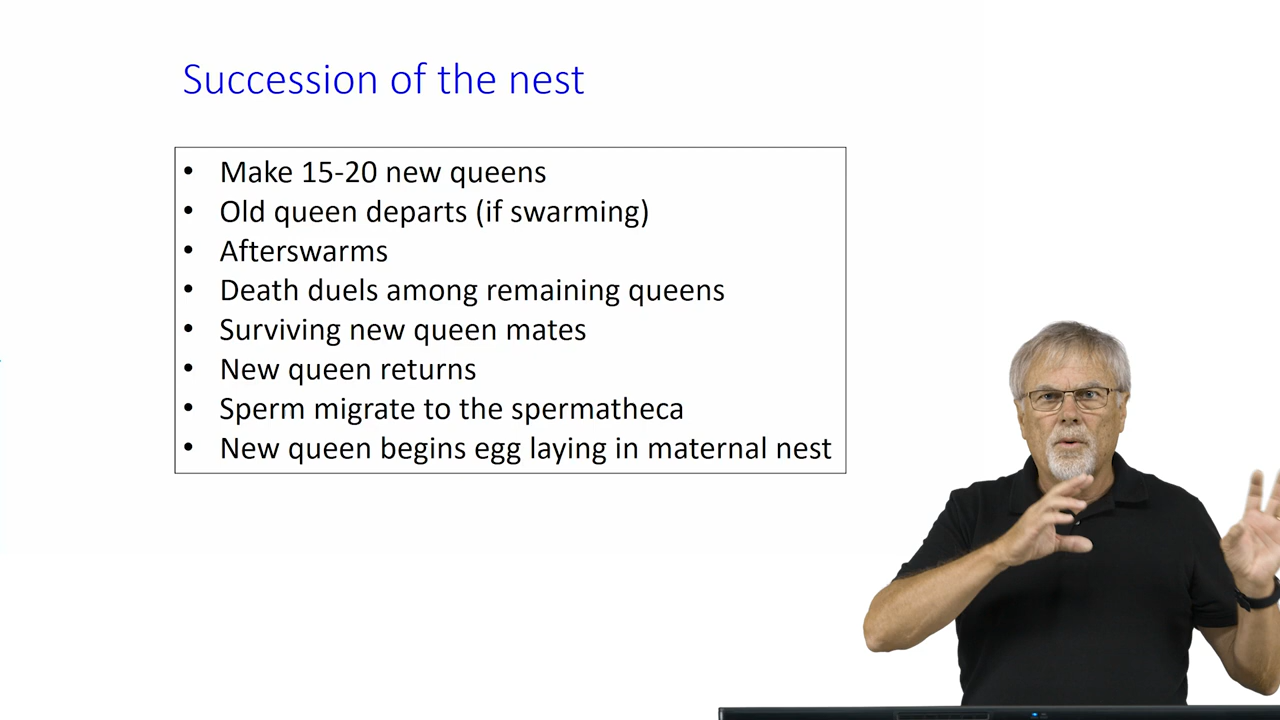 Succession of the nest
• Make 15-20 new queens
• Old queen departs (if swarming)
• Afterswarms
• Death duels among remaining queens
• Surviving new queen mates
• New queen returns
• Sperm migrate to the spermatheca
• New queen begins egg laying in maternal nest